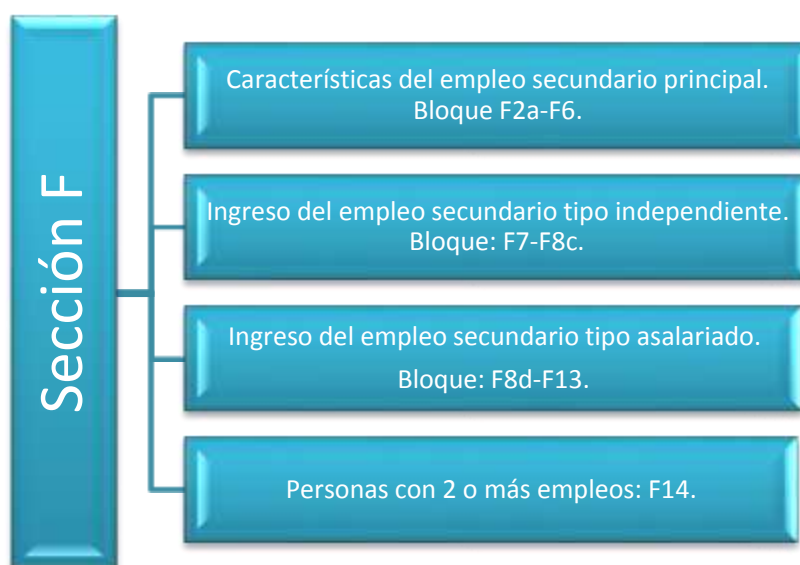 Sección F
Características del empleo secundario principal.
Bloque F2a-F6.
Ingreso del empleo secundario tipo independiente.
Bloque: F7-F8c.
Ingreso del empleo secundario tipo asalariado.
Bloque: F8d-F13.
Personas con 2 o más empleos: F14.